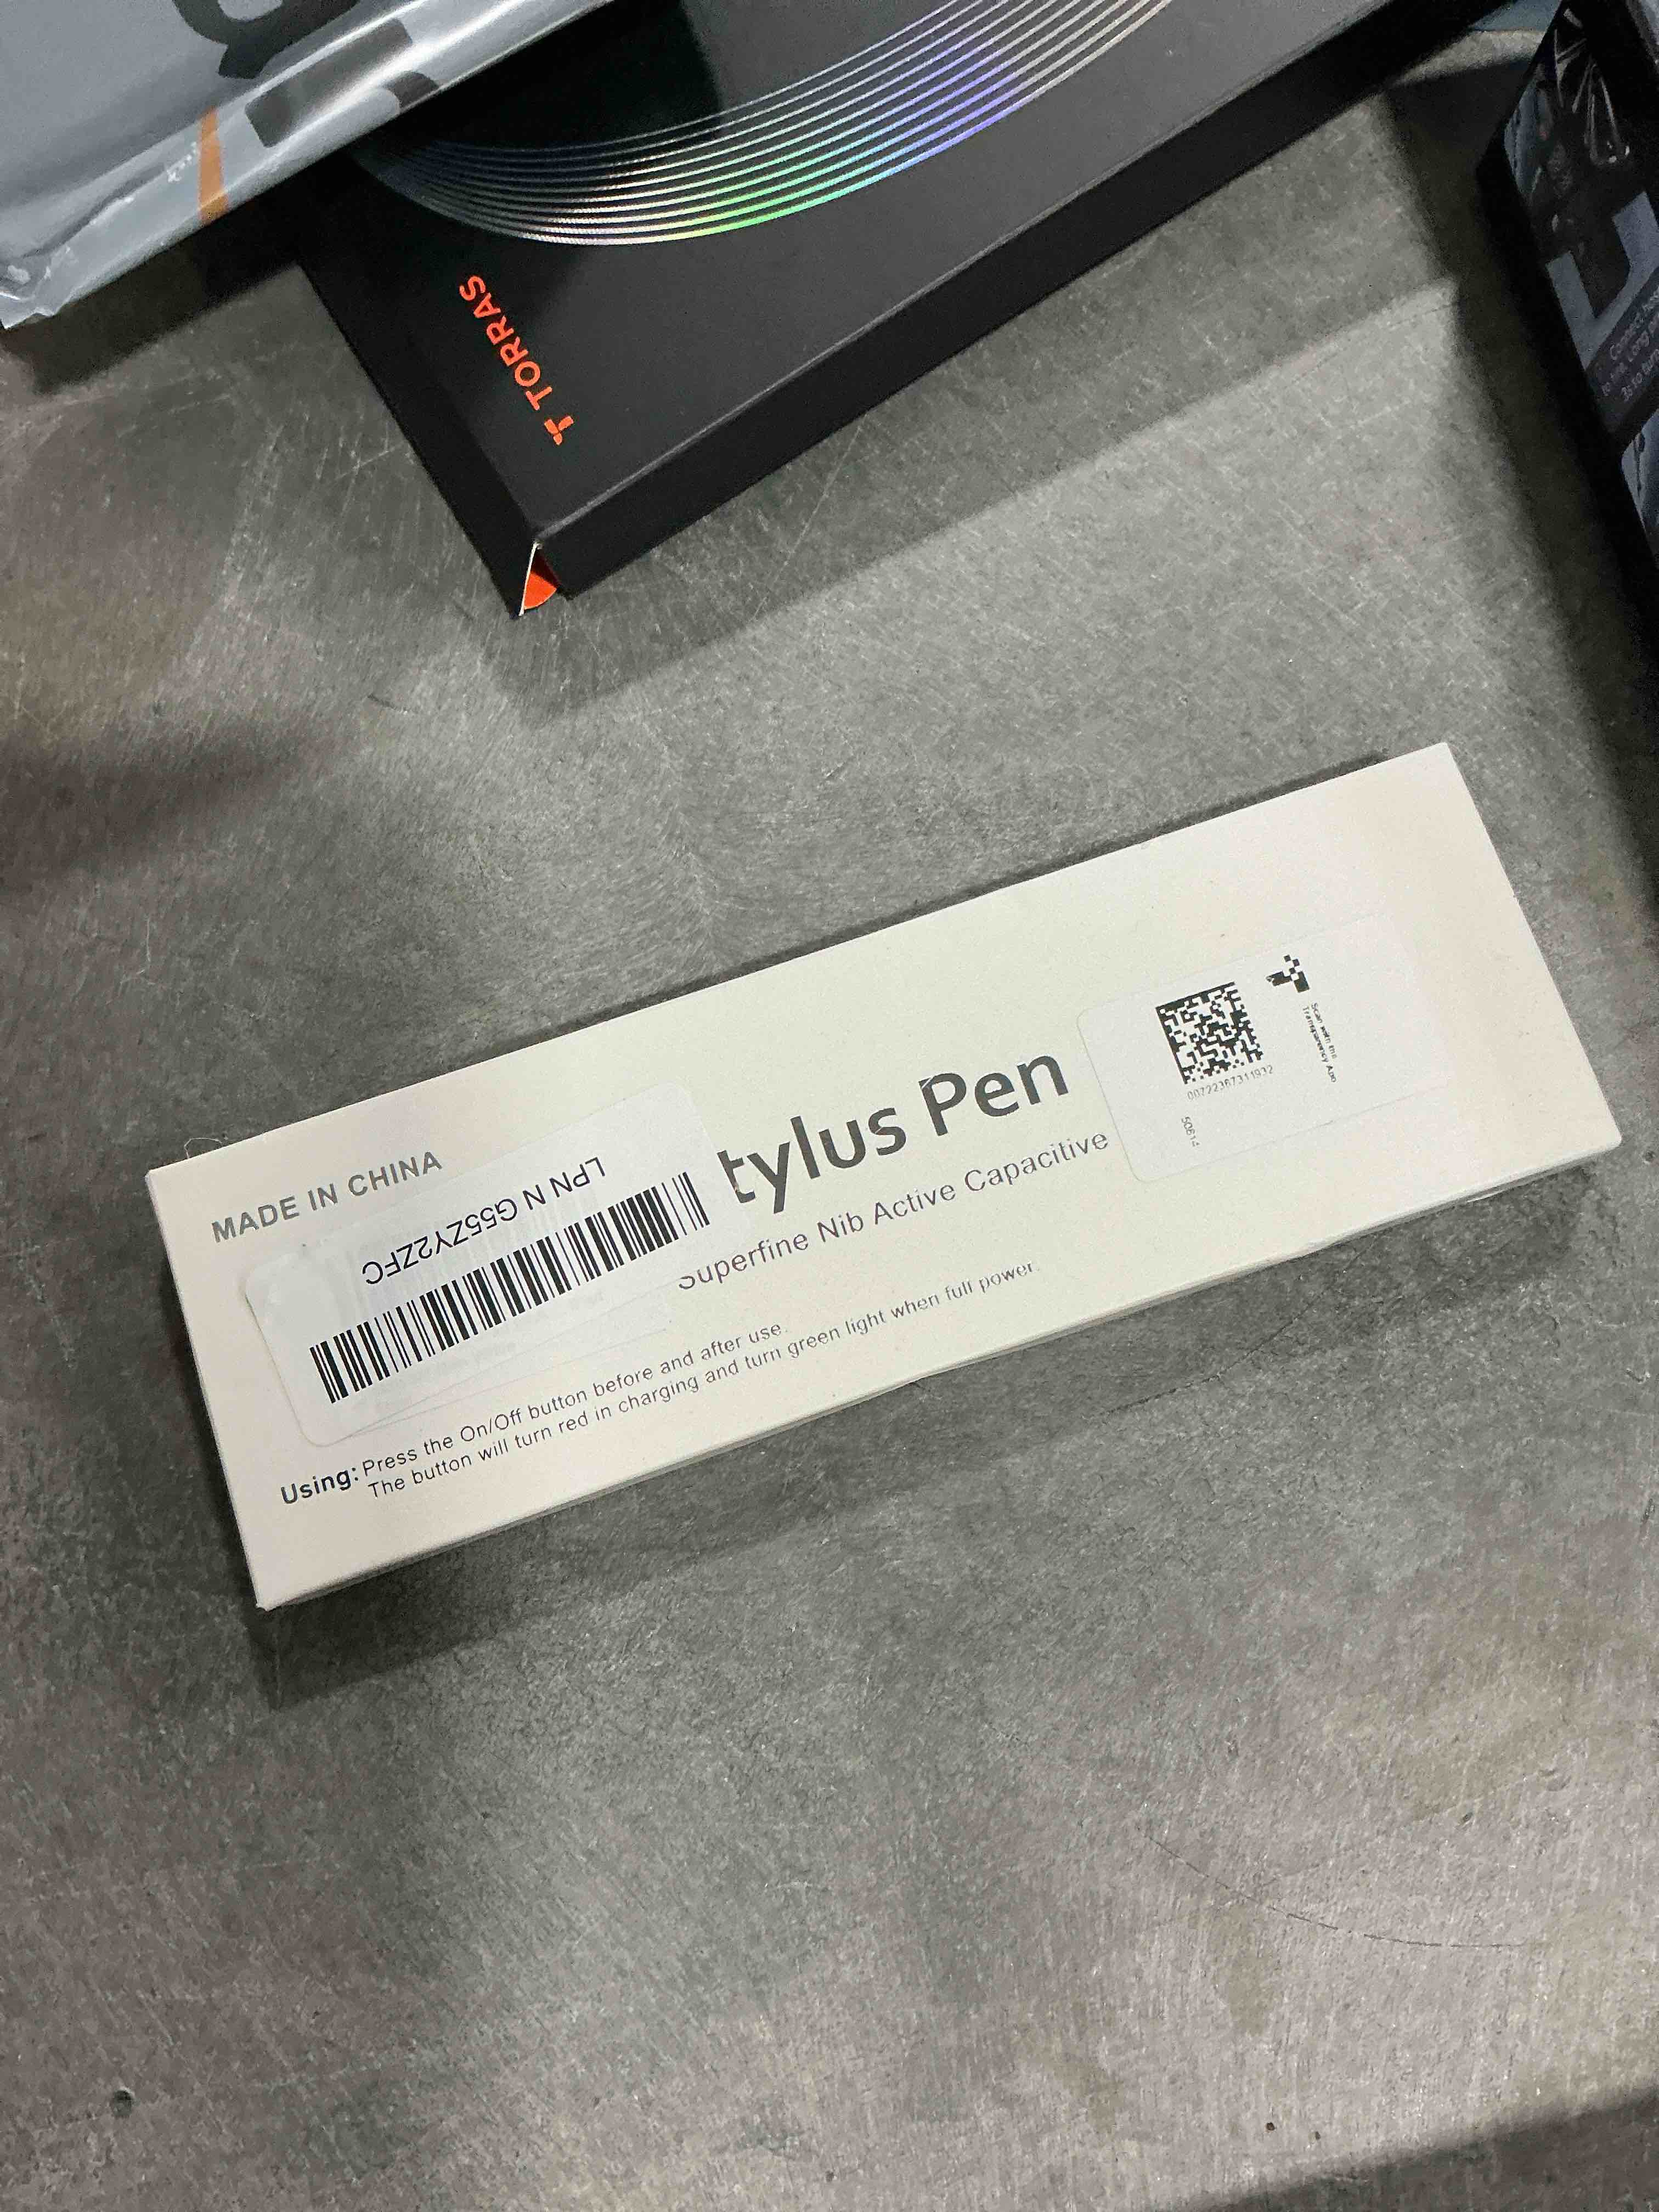 TORRAS
MADE IN CHINA
LPN N G55ZY2ZFC
tylus Pen
Superfine Nib Active Capacitive
Using: Press the On/Off button before and after use.
The button will turn red in charging and turn green light when full power.
00722367311932
Scan with the
Transparency App
50614